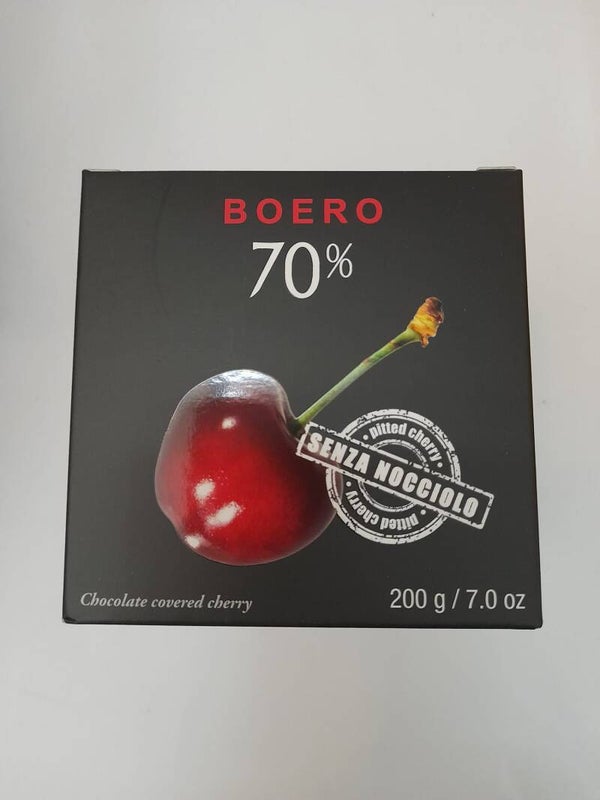 BOERO
70%
pitted cherry
SENZA NOCCIOLO
pitted cherry
Chocolate covered cherry
200 g / 7.0 oz